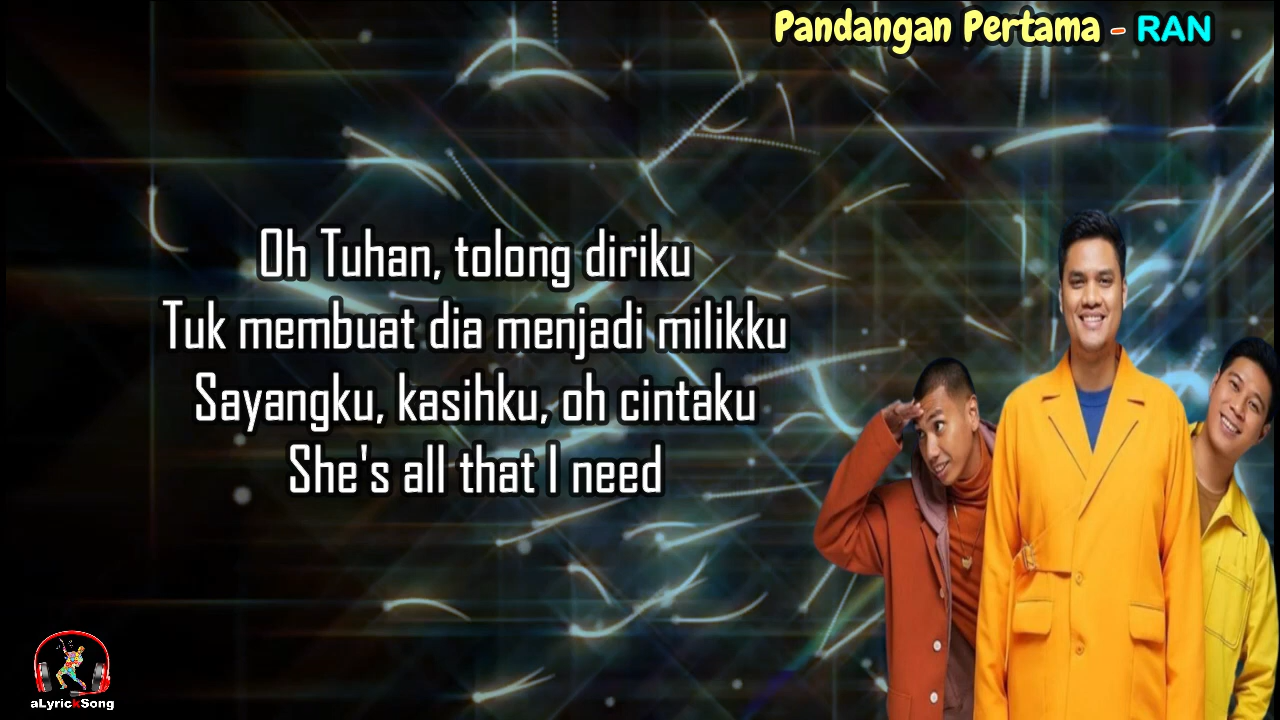 Pandangan Pertama - RAN
Oh Tuhan, tolong diriku
Tuk membuat dia menjadi milikku
Sayangku, kasihku, oh cintaku
She's all that I need
aLyrickSong